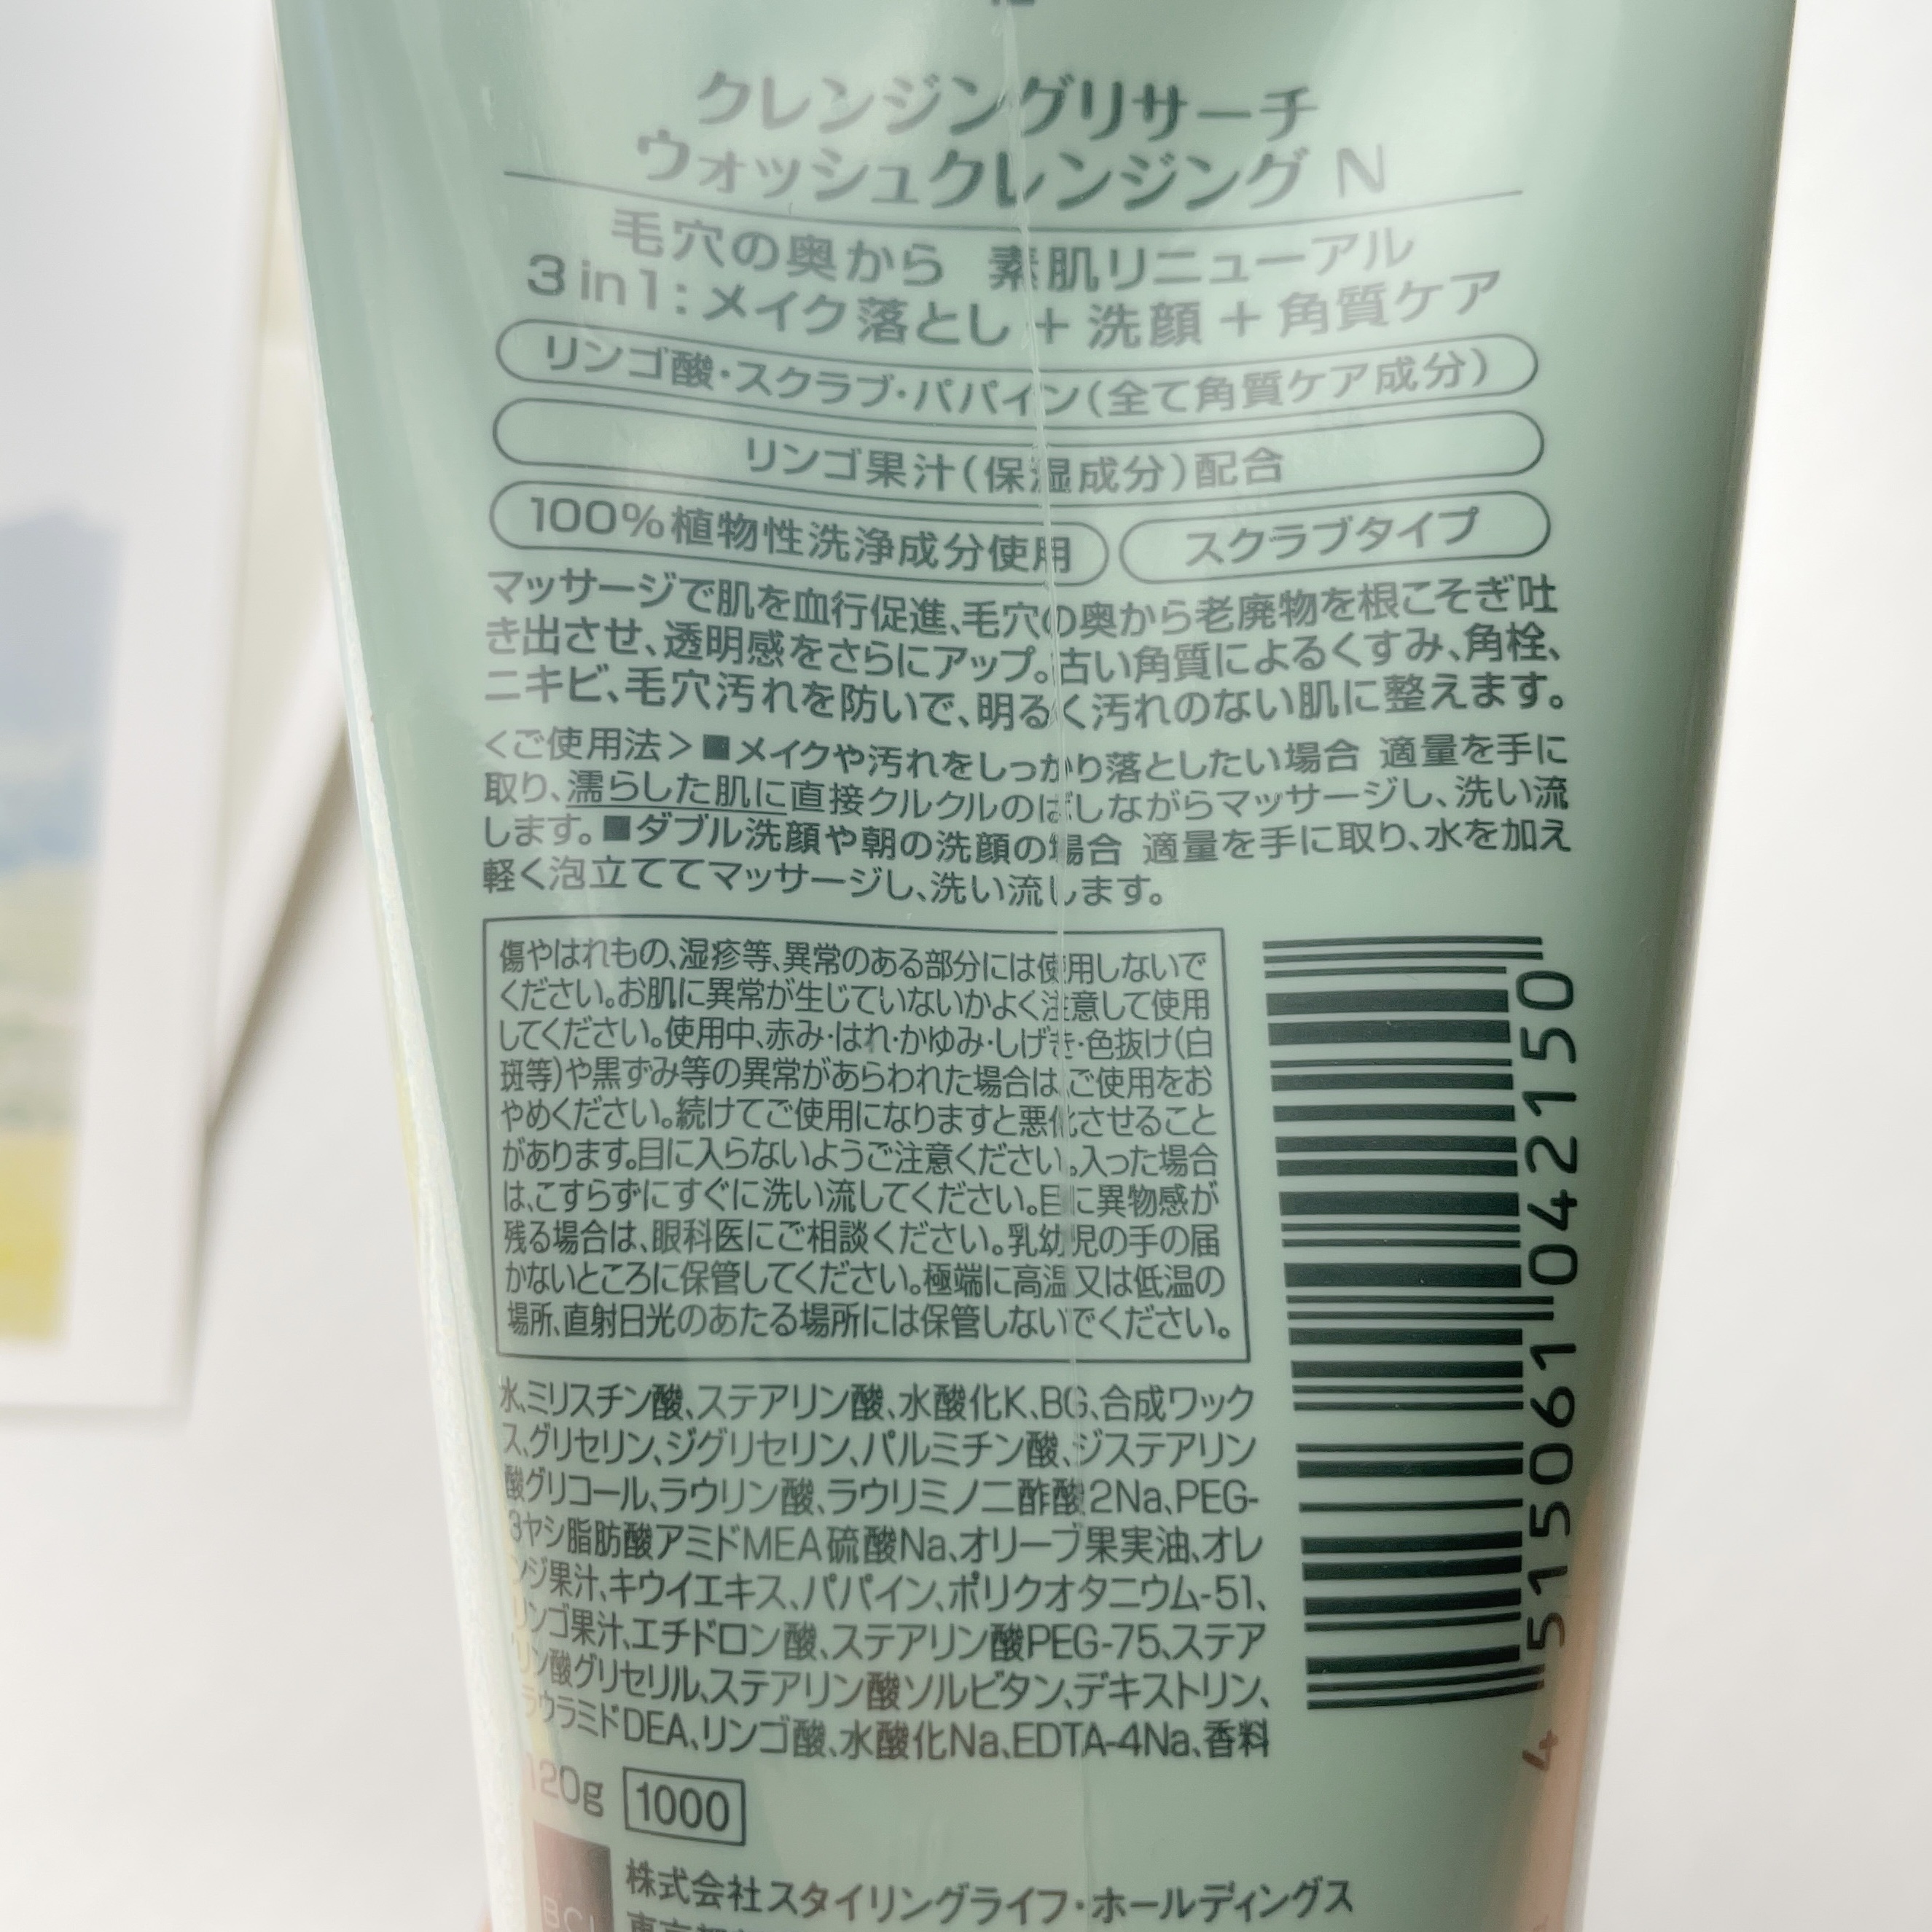 クレンジングリサーチ
ウォッシュクレンジング N
毛穴の奥から 素肌リニューアル
3in1:メイク落とし+洗顔+角質ケア
リンゴ酸・スクラブ・パパイン(全て角質ケア成分)
リンゴ果汁(保湿成分)配合
100%植物性洗浄成分使用 スクラブタイプ
マッサージで肌を血行促進、毛穴の奥から老廃物を根こそぎ吐
き出させ、透明感をさらにアップ。古い角質によるくすみ、角栓、
ニキビ、毛穴汚れを防いで、明るく汚れのない肌に整えます。
<ご使用法>■メイクや汚れをしっかり落としたい場合 適量を手に
取り、濡らした肌に直接クルクルのばしながらマッサージし、洗い流
します。■ダブル洗顔や朝の洗顔の場合 適量を手に取り、水を加え
軽く泡立ててマッサージし、洗い流します。
傷やはれもの、湿疹等、異常のある部分には使用しないで
ください。お肌に異常が生じていないかよく注意して使用
してください。使用中、赤み・はれ・かゆみ・しげき・色抜け(白
斑等)や黒ずみ等の異常があらわれた場合は、ご使用をお
やめください。続けてご使用になりますと悪化させること
があります。目に入らないようご注意ください。入った場合
は、こすらずにすぐに洗い流してください。目に異物感が
残る場合は、眼科医にご相談ください。乳幼児の手の届
かないところに保管してください。極端に高温又は低温の
場所、直射日光のあたる場所には保管しないでください。
水、ミリスチン酸、ステアリン酸、水酸化K、BG、合成ワック
ス、グリセリン、ジグリセリン、パルミチン酸、ジステアリン
酸グリコール、ラウリン酸、ラウリミノ二酢酸2Na、PEG-
3ヤシ脂肪酸アミドMEA硫酸Na、オリーブ果実油、オレ
ンジ果汁、キウイエキス、パパイン、ポリクオタニウム-51、
リンゴ果汁、エチドロン酸、ステアリン酸PEG-75、ステア
リン酸グリセリル、ステアリン酸ソルビタン、デキストリン、
ラウラミドDEA、リンゴ酸、水酸化Na、EDTA-4Na、香料
120g 1000
BCL
株式会社スタイリングライフ・ホールディングス
4 515061 042150